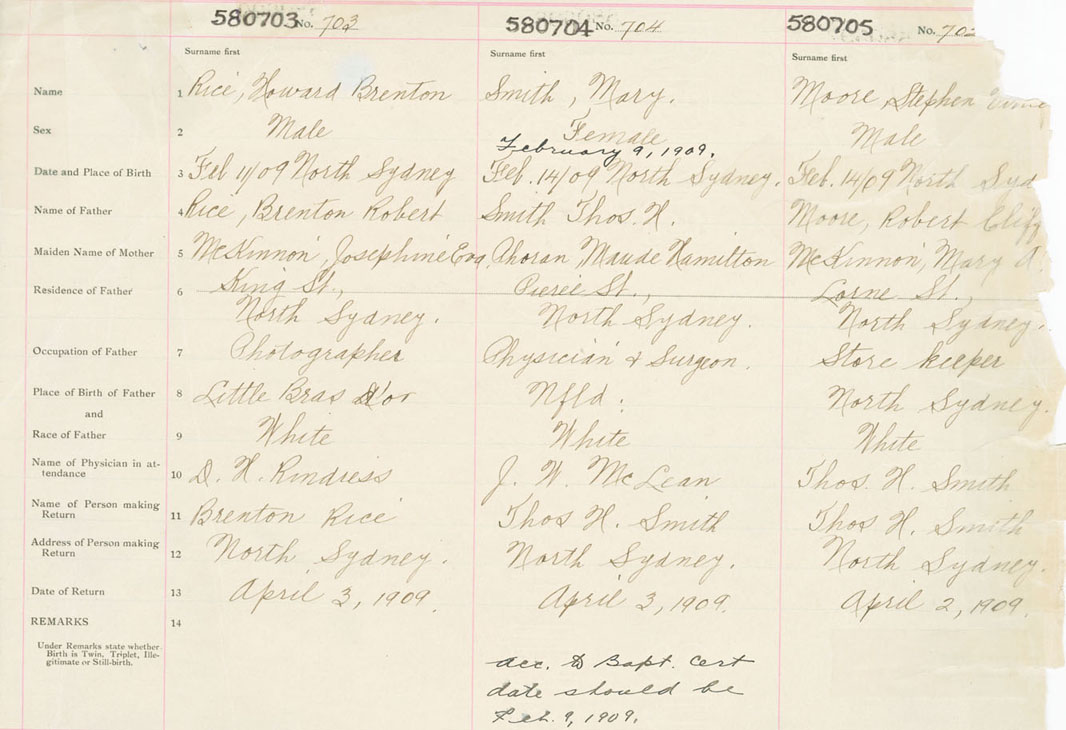 580703 No. 703 580704 No. 704 580705 No.
Surname first Surname first Surname first
Name 1 Rice, Howard Brenton Smith, Mary. Moore, Stephen
Sex 2 Male Female Male
February 9, 1909.
Date and Place of Birth 3 Feb 11/09 North Sydney Feb. 14/09 North Sydney. Feb. 14/09 North Syd
Name of Father 4 Rice, Brenton Robert Smith Thos. H. Moore, Robert
Maiden Name of Mother 5 McKinnon, Josephine Eva Maude Hamilton McKinnon, Mary A.
Residence of Father 6 King St., St., Lorne St.,
North Sydney. North Sydney. North Sydney.
Occupation of Father 7 Photographer Physician & Surgeon. Store keeper
Place of Birth of Father 8 Little Bras d'or Nfld. North Sydney.
and
Race of Father 9 White White White
Name of Physician in at-
tendance 10 D. H. Rindress J. W. McLean Thos. H. Smith
Name of Person making
Return 11 Brenton Rice Thos H. Smith Thos H. Smith
Address of Person making
Return 12 North Sydney. North Sydney. North Sydney.
Date of Return 13 April 3, 1909. April 3, 1909. April 2, 1909.
REMARKS 14
Under Remarks state whether
Birth is Twin, Triplet, Ille-
gitimate or Still-birth.
acc. to Bapt. Cert
date should be
Feb. 9, 1909.